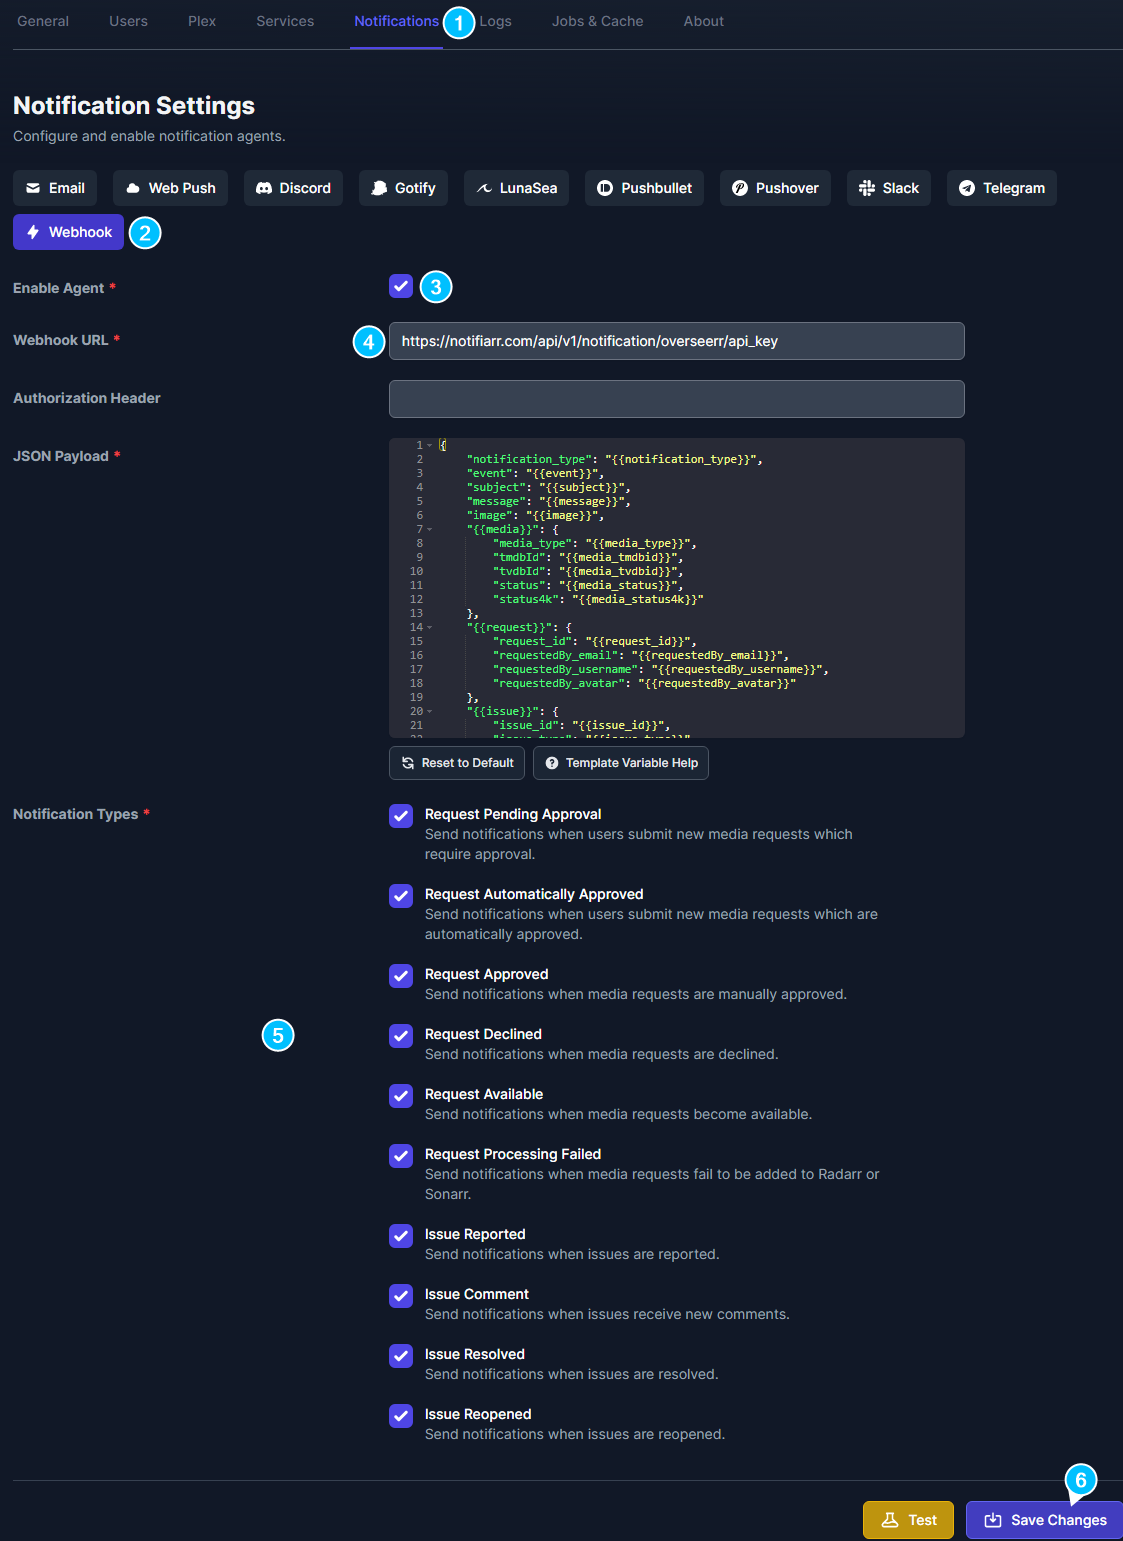 General Users Plex Services Notifications 1 Logs Jobs & Cache About
Notification Settings
Configure and enable notification agents.
Email Web Push Discord Gotify LunaSea Pushbullet Pushover Slack Telegram
Webhook 2
Enable Agent * 3
Webhook URL * 4 https://notifiarr.com/api/v1/notification/overseerr/api_key
Authorization Header
JSON Payload *
1 {
2 "notification_type": "{{notification_type}}",
3 "event": "{{event}}",
4 "subject": "{{subject}}",
5 "message": "{{message}}",
6 "image": "{{image}}",
7 "{{media}}": {
8 "media_type": "{{media_type}}",
9 "tmdbId": "{{media_tmdbid}}",
10 "tvdbId": "{{media_tvdbid}}",
11 "status": "{{media_status}}",
12 "status4k": "{{media_status4k}}"
13 },
14 "{{request}}": {
15 "request_id": "{{request_id}}",
16 "requestedBy_email": "{{requestedBy_email}}",
17 "requestedBy_username": "{{requestedBy_username}}",
18 "requestedBy_avatar": "{{requestedBy_avatar}}"
19 },
20 "{{issue}}": {
21 "issue_id": "{{issue_id}}",
22 "issue_type": "{{issue_type}}",
Reset to Default Template Variable Help
Notification Types *
Request Pending Approval
Send notifications when users submit new media requests which
require approval.
Request Automatically Approved
Send notifications when users submit new media requests which are
automatically approved.
Request Approved
Send notifications when media requests are manually approved.
5 Request Declined
Send notifications when media requests are declined.
Request Available
Send notifications when media requests become available.
Request Processing Failed
Send notifications when media requests fail to be added to Radarr or
Sonarr.
Issue Reported
Send notifications when issues are reported.
Issue Comment
Send notifications when issues receive new comments.
Issue Resolved
Send notifications when issues are resolved.
Issue Reopened
Send notifications when issues are reopened.
6
Test Save Changes